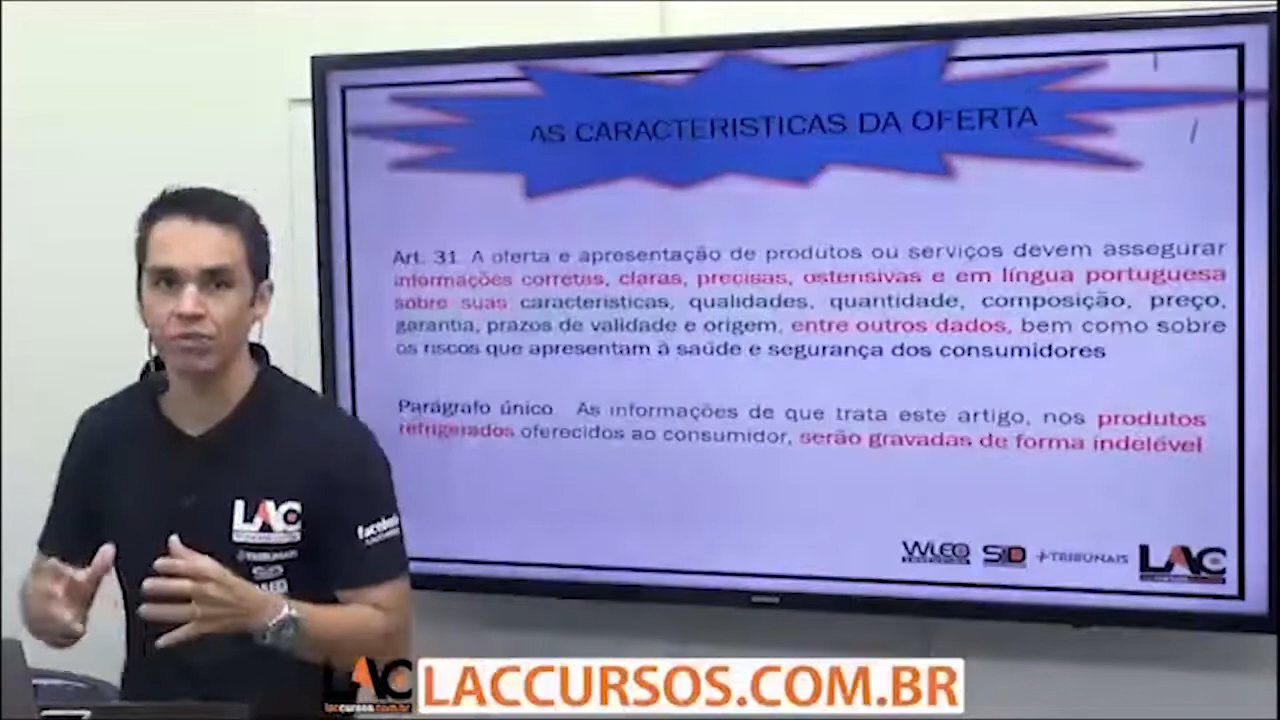 AS CARACTERISTICAS DA OFERTA
Art. 31. A oferta e apresentação de produtos ou serviços devem assegurar
informações corretas, claras, precisas, ostensivas e em língua portuguesa
sobre suas características, qualidades, quantidade, composição, preço,
garantia, prazos de validade e origem, entre outros dados, bem como sobre
os riscos que apresentam à saúde e segurança dos consumidores
Parágrafo único. As informações de que trata este artigo, nos produtos
refrigerados oferecidos ao consumidor, serão gravadas de forma indelével
LAC
facebook
+TRIBUNAIS
WLEO SID +TRIBUNAIS LAC
LAC
laccursos.com.br
LACCURSOS.COM.BR